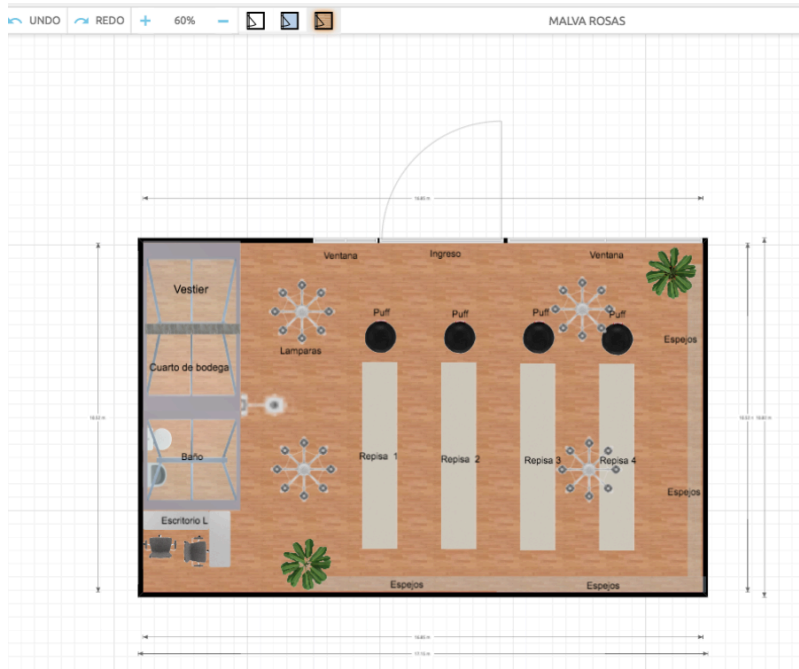 UNDO REDO 60% MALVA ROSAS
Ventana Ingreso Ventana
Vestier
Puff Puff Puff Puff
Espejos
Lamparas
Cuarto de bodega
Baño
Repisa 1 Repisa 2 Repisa 3 Repisa 4
Espejos
Escritorio L
Espejos Espejos